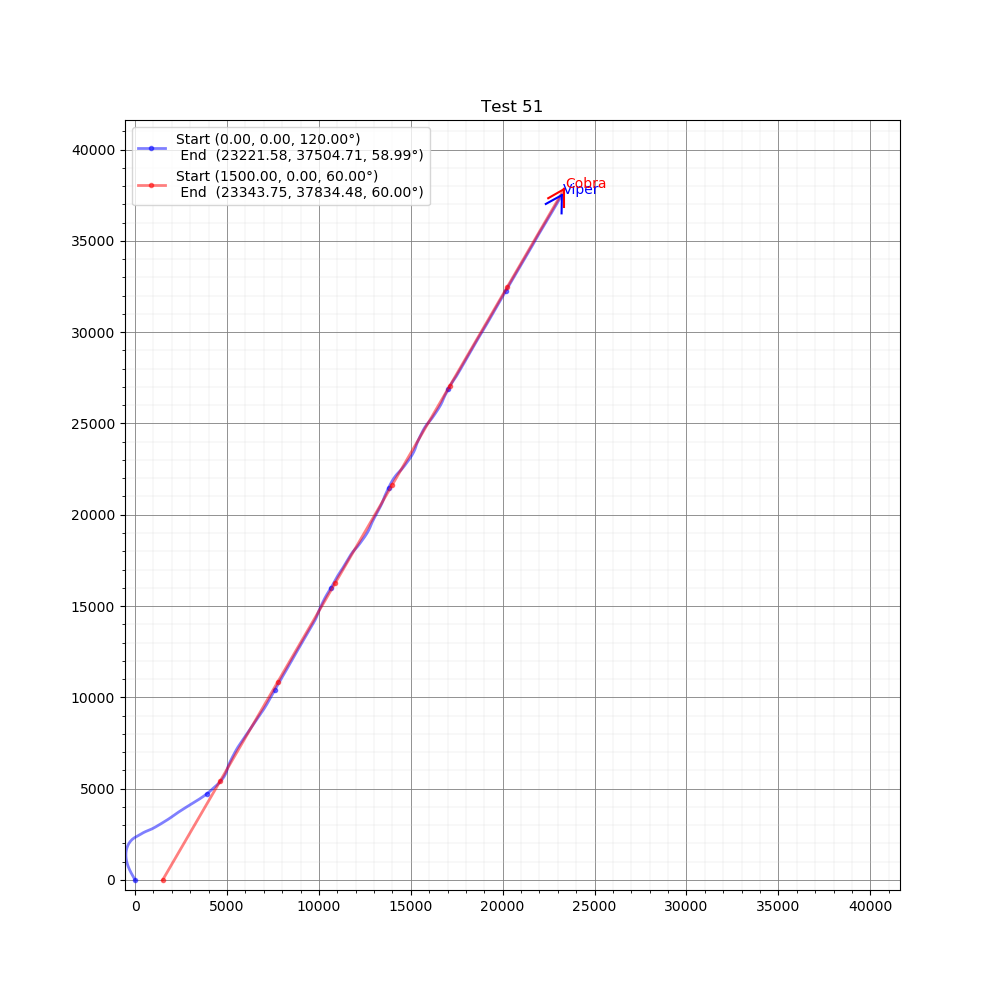 Test 51
Start (0.00, 0.00, 120.00°)
End (23221.58, 37504.71, 58.99°)
Start (1500.00, 0.00, 60.00°)
End (23343.75, 37834.48, 60.00°)
Cobra
Viper
40000
35000
30000
25000
20000
15000
10000
5000
0
0 5000 10000 15000 20000 25000 30000 35000 40000